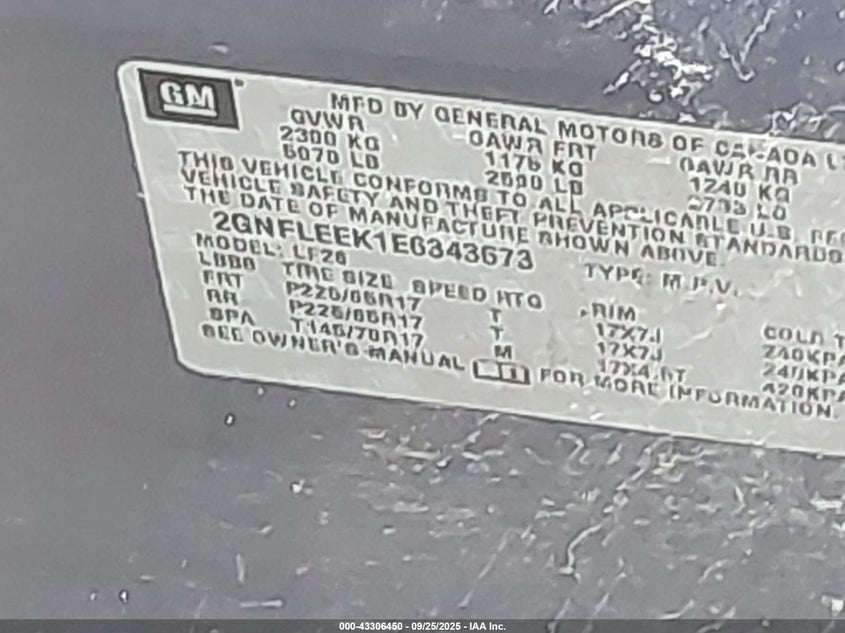 GM
MFD BY GENERAL MOTORS OF CANADA
GVWR GAWR FRT GAWR RR
2300 KG 1175 KG 1240 KG
5070 LB 2590 LB LB
THIS VEHICLE CONFORMS TO ALL APPLICABLE U.S.
VEHICLE SAFETY AND THEFT PREVENTION STANDARDS
THE DATE OF MANUFACTURE SHOWN ABOVE
2GNFLEEK1E6343673 TYPE: M.P.V.
MODEL: LF26
TIRE SIZE SPEED RTG RIM COLD
FRT P225/65R17 T 17X7J 240KPA
RR P225/65R17 T 17X7J 240KPA
SPA T145/70R17 M 420KPA
SEE OWNER'S MANUAL FOR MORE INFORMATION.
000-43306450 - 09/25/2025 - IAA Inc.